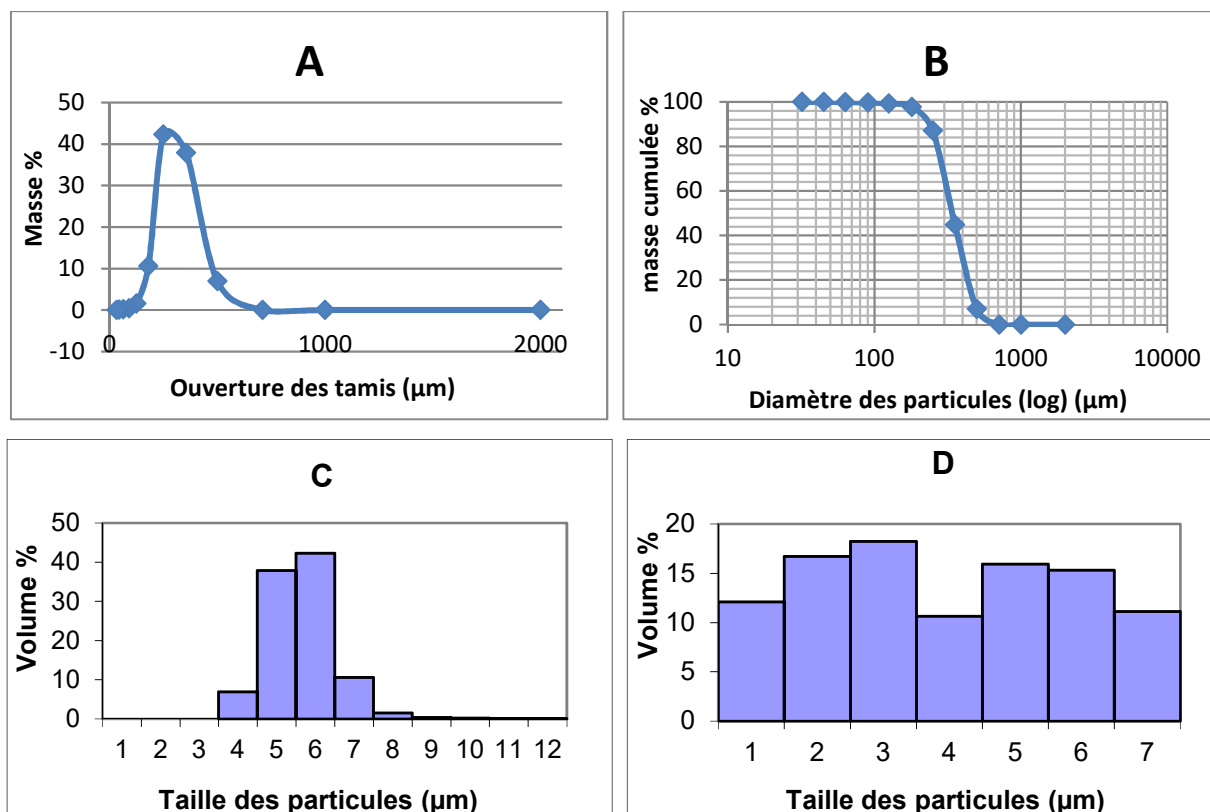 A
50
40
30
20
10
0
-10
0 1000 2000
Masse %
Ouverture des tamis (µm)
B
100
80
60
40
20
0
10 100 1000 10000
masse cumulée %
Diamètre des particules (log) (µm)
C
50
40
30
20
10
0
1 2 3 4 5 6 7 8 9 10 11 12
Volume %
Taille des particules (µm)
D
20
15
10
5
0
1 2 3 4 5 6 7
Volume %
Taille des particules (µm)